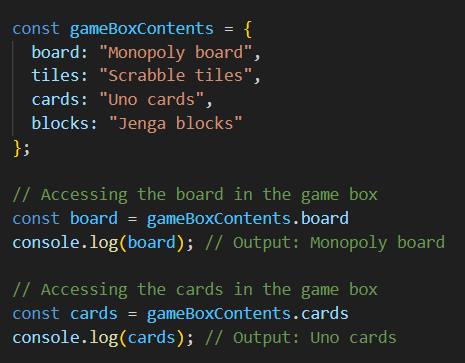 const gameBoxContents = {
  board: "Monopoly board",
  tiles: "Scrabble tiles",
  cards: "Uno cards",
  blocks: "Jenga blocks"
};

// Accessing the board in the game box
const board = gameBoxContents.board
console.log(board); // Output: Monopoly board

// Accessing the cards in the game box
const cards = gameBoxContents.cards
console.log(cards); // Output: Uno cards